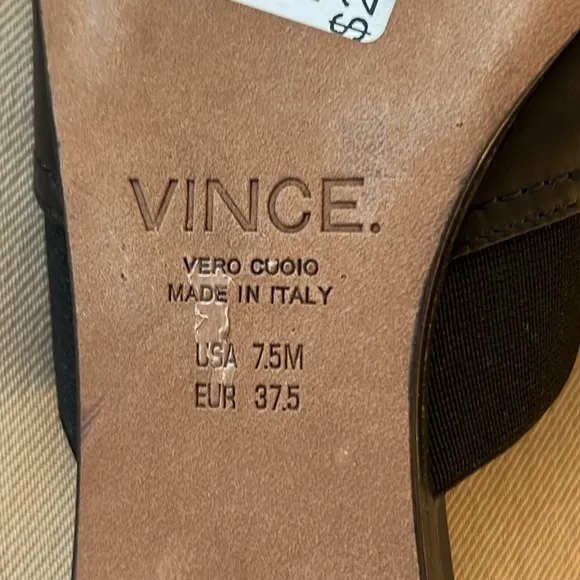 VINCE.
VERO CUOIO
MADE IN ITALY
USA 7.5M
EUR 37.5